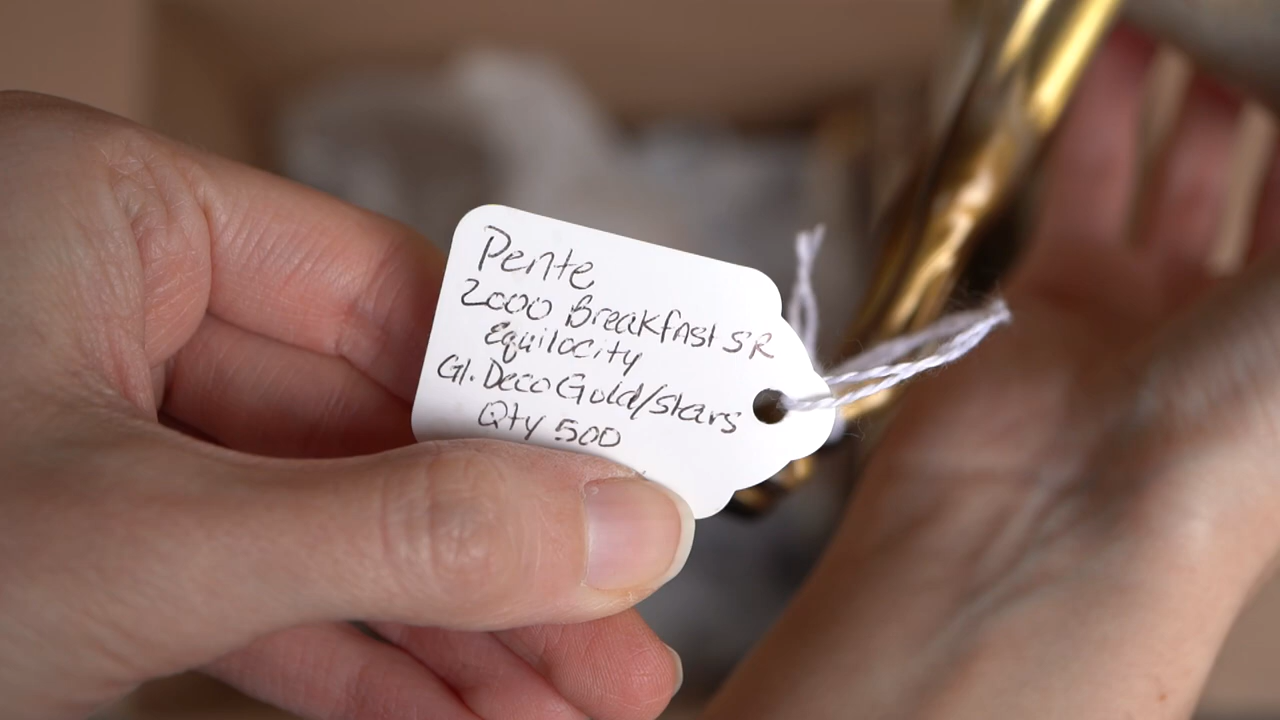 Pente
2000 Breakfast SR
Equilocity
Gl. Deco Gold/Stars
Qty 500